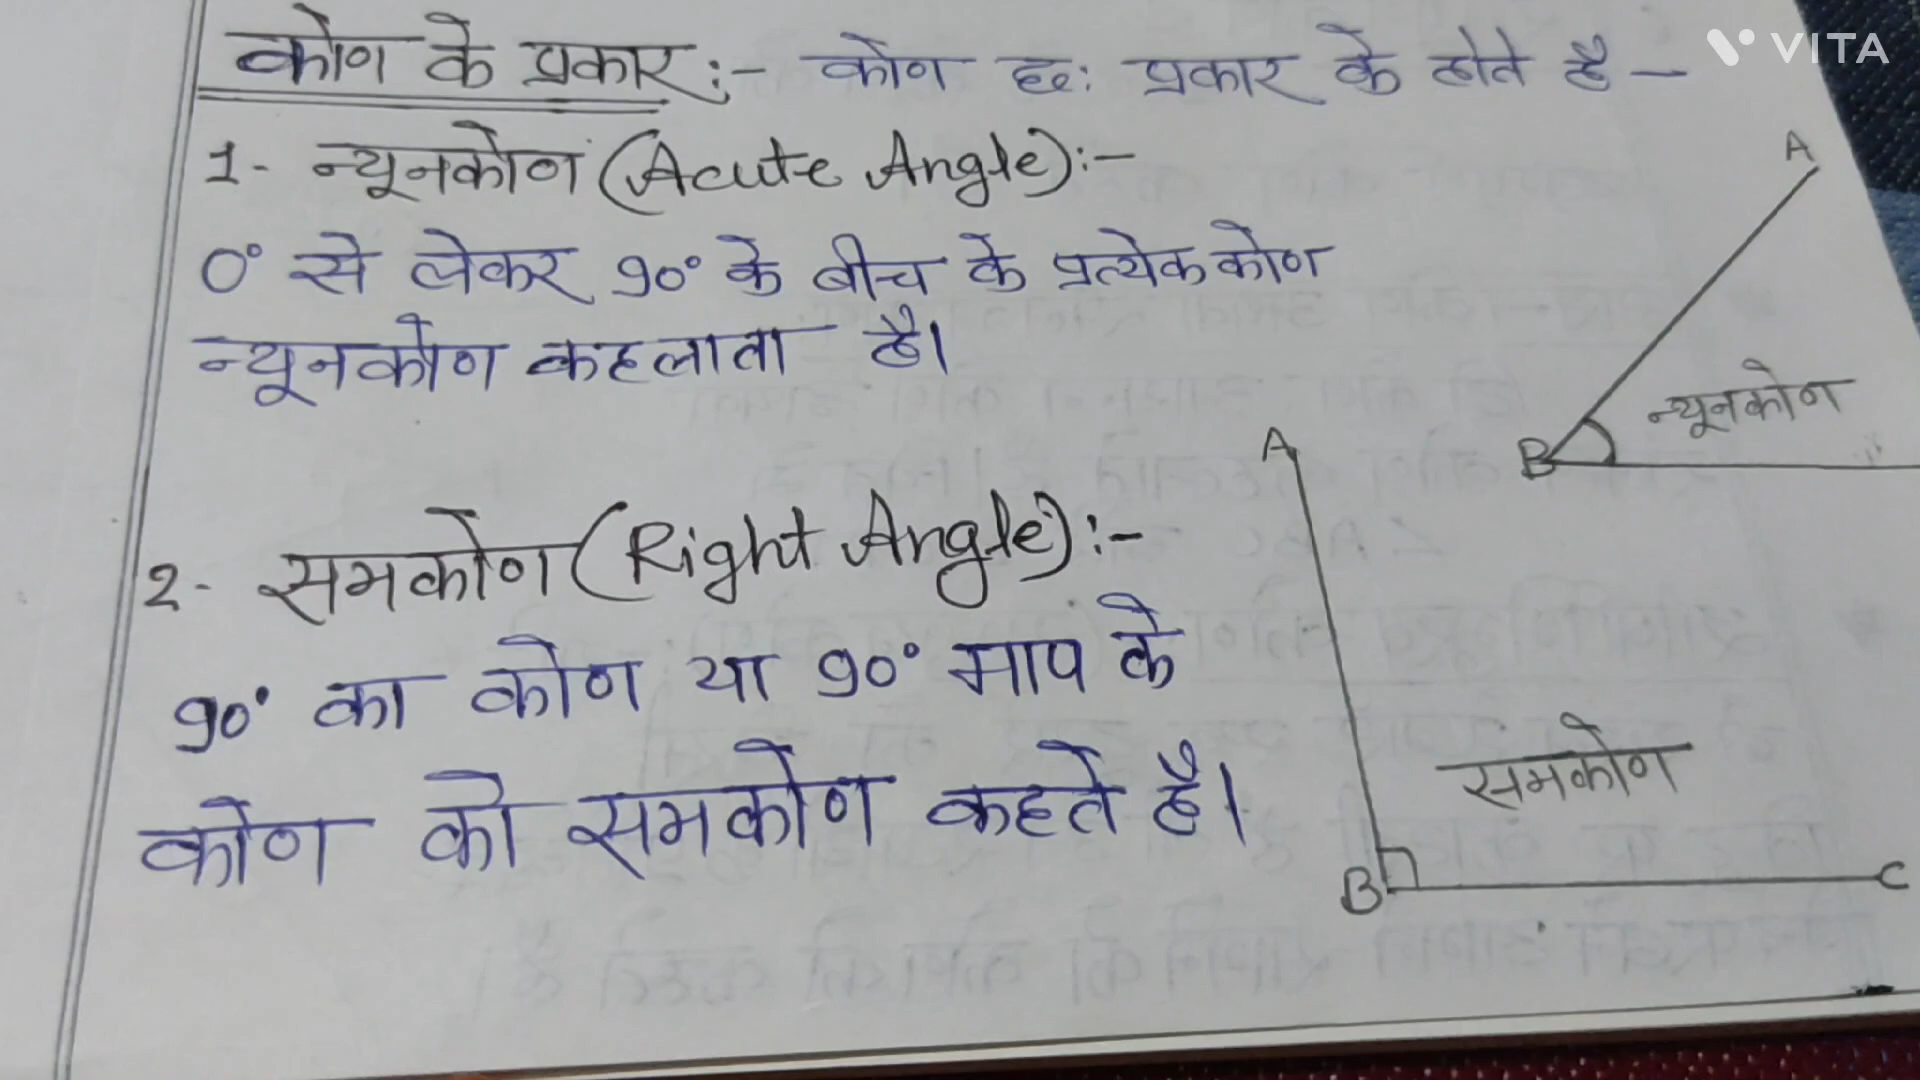 कोण के प्रकार :- कोण छः प्रकार के होते है -
VITA
1- न्यूनकोण (Acute Angle):-
0° से लेकर 90° के बीच के प्रत्येक कोण
न्यूनकोण कहलाता है।
A
न्यूनकोण
B
2- समकोण (Right Angle):-
90° का कोण या 90° माप के
कोण को समकोण कहते है।
A
समकोण
B
C